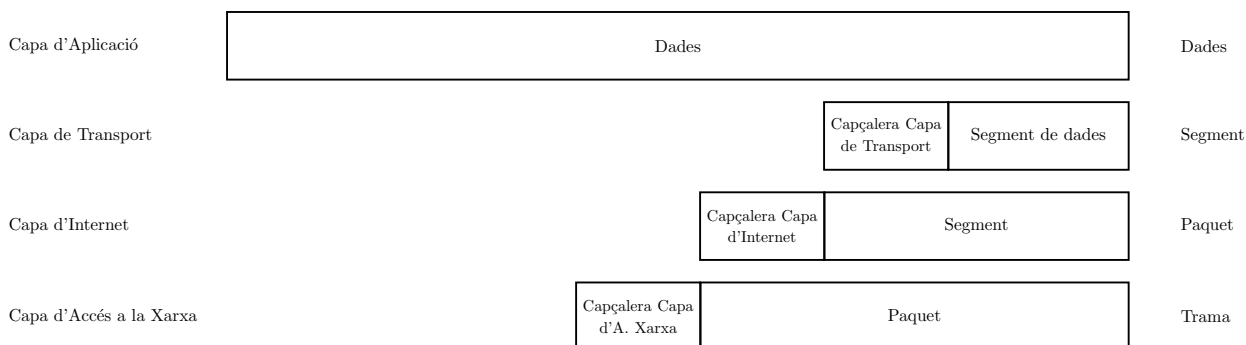 Capa d'Aplicació
Dades
Dades
Capa de Transport
Capçalera Capa
de Transport
Segment de dades
Segment
Capa d'Internet
Capçalera Capa
d'Internet
Segment
Paquet
Capa d'Accés a la Xarxa
Capçalera Capa
d'A. Xarxa
Paquet
Trama